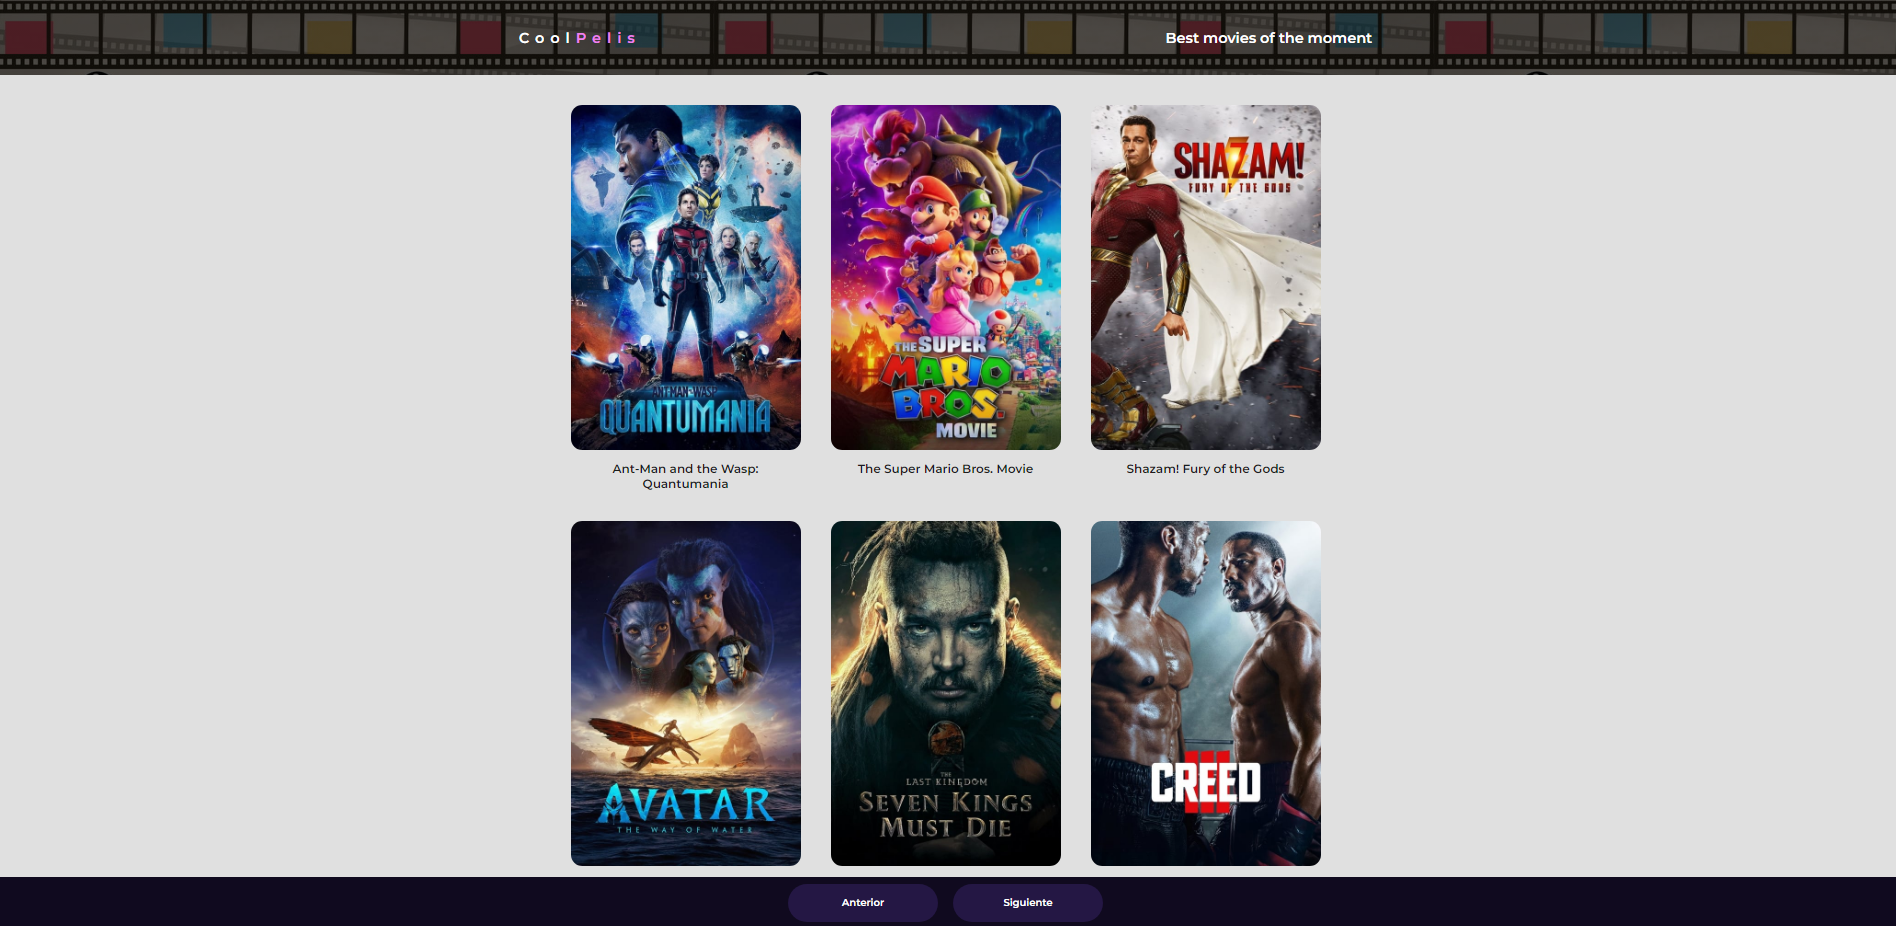 CoolPelis
Best movies of the moment
ANT-MAN AND THE WASP
QUANTUMANIA
THE SUPER
MARIO
BROS.
MOVIE
SHAZAM!
FURY OF THE GODS
Ant-Man and the Wasp:
Quantumania
The Super Mario Bros. Movie
Shazam! Fury of the Gods
AVATAR
THE WAY OF WATER
THE
LAST KINGDOM
SEVEN KINGS
MUST DIE
CREED
III
Anterior
Siguiente